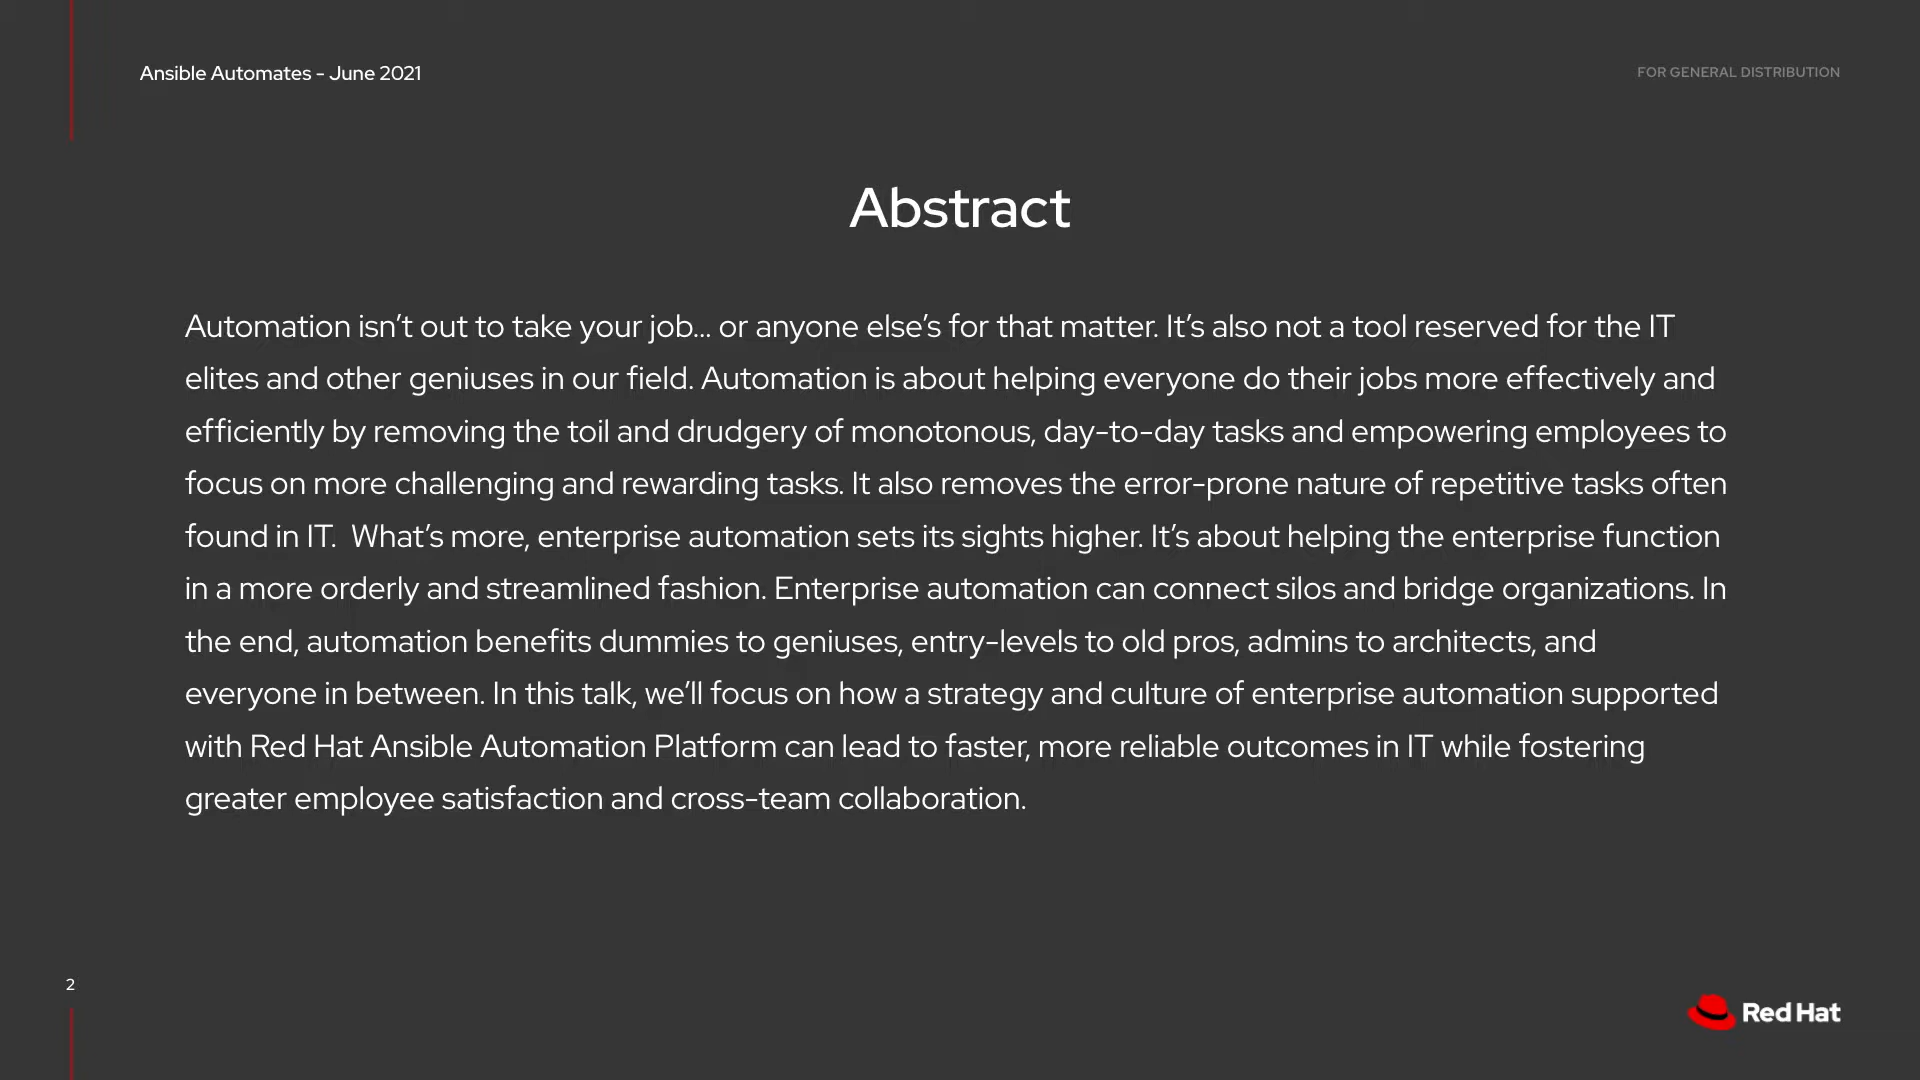 Ansible Automates - June 2021
FOR GENERAL DISTRIBUTION
Abstract
Automation isn’t out to take your job... or anyone else’s for that matter. It’s also not a tool reserved for the IT
elites and other geniuses in our field. Automation is about helping everyone do their jobs more effectively and
efficiently by removing the toil and drudgery of monotonous, day-to-day tasks and empowering employees to
focus on more challenging and rewarding tasks. It also removes the error-prone nature of repetitive tasks often
found in IT.  What’s more, enterprise automation sets its sights higher. It’s about helping the enterprise function
in a more orderly and streamlined fashion. Enterprise automation can connect silos and bridge organizations. In
the end, automation benefits dummies to geniuses, entry-levels to old pros, admins to architects, and
everyone in between. In this talk, we’ll focus on how a strategy and culture of enterprise automation supported
with Red Hat Ansible Automation Platform can lead to faster, more reliable outcomes in IT while fostering
greater employee satisfaction and cross-team collaboration.
2
Red Hat